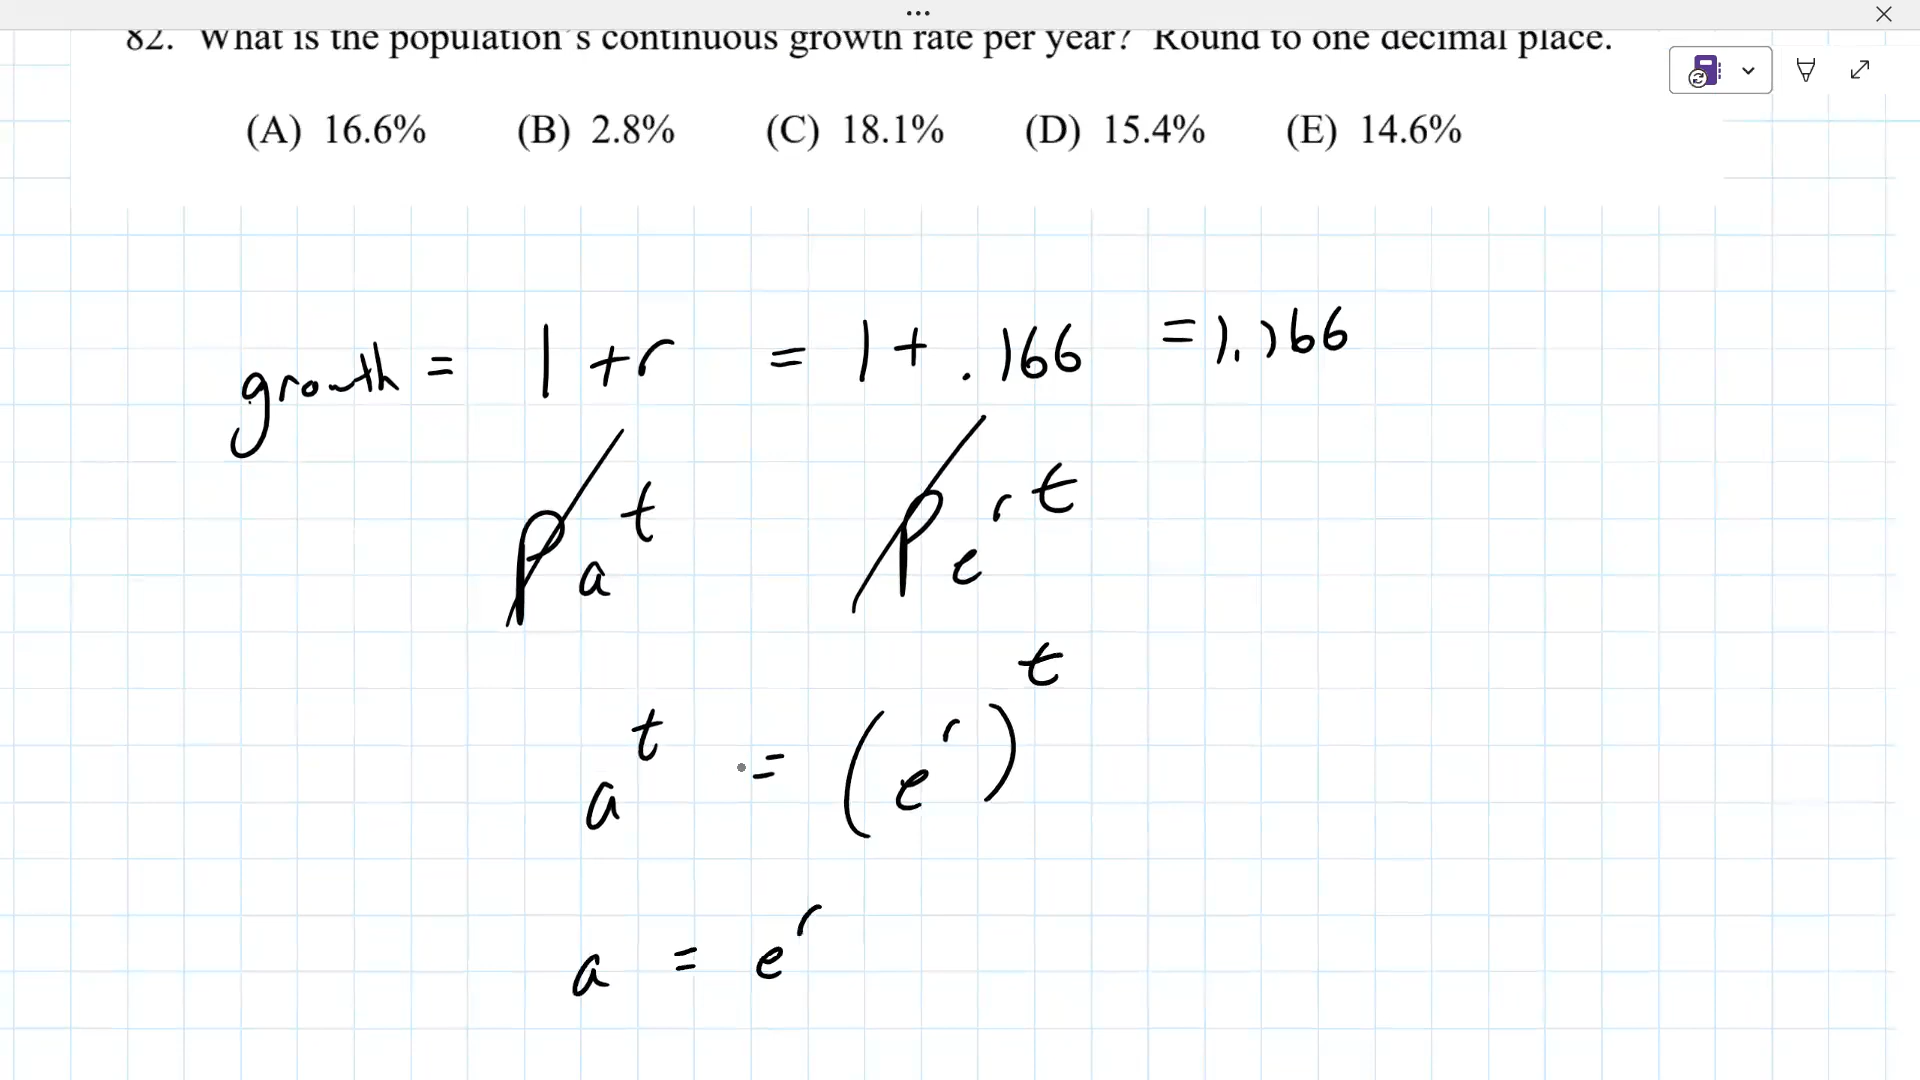 82. What is the population's continuous growth rate per year? Round to one decimal place.
(A) 16.6% (B) 2.8% (C) 18.1% (D) 15.4% (E) 14.6%
growth = 1 + r = 1 + .166 = 1.166
P a^t P e^rt
a^t = (e^r)^t
a = e^r